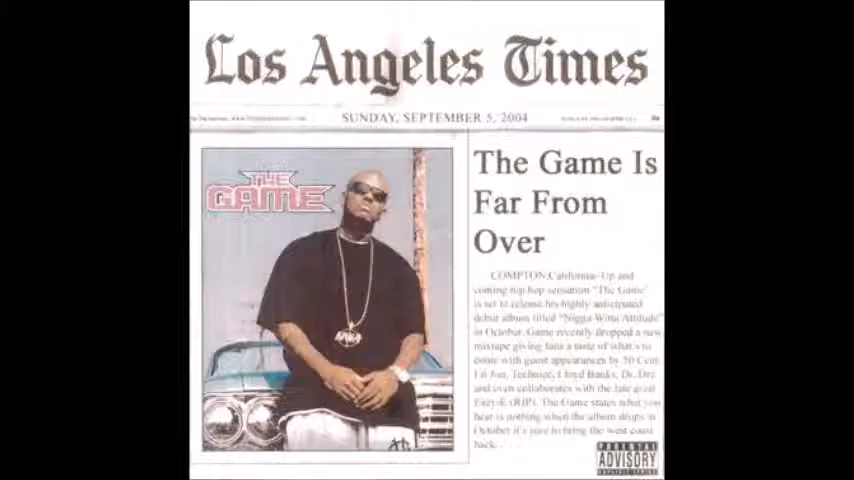 Los Angeles Times
SUNDAY, SEPTEMBER 5, 2004
THE
GAME
The Game Is
Far From
Over
COMPTON,California- Up and
coming hip hop sensation "The Game"
is set to release his highly anticipated
debut album titled "Nigga Witta Attitude"
in October. Game recently dropped a new
mixtape giving fans a taste of what's to
come with guest appearances by 50 Cent,
Lil Jon, Technice, Lloyd Banks, Dr. Dre
and even collaborates with the late great
Eazy-E (RIP). The Game states what you
hear is nothing when the album drops in
October it's sure to bring the west coast
back.
PARENTAL
ADVISORY
EXPLICIT LYRICS